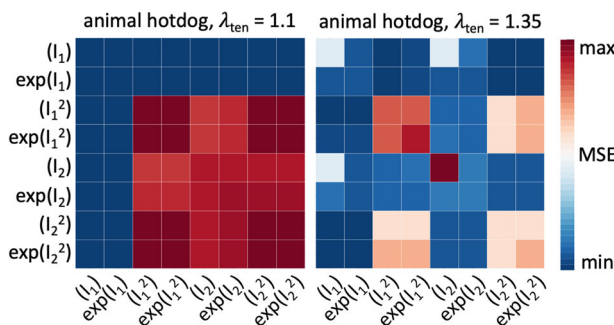 animal hotdog, λten = 1.1
animal hotdog, λten = 1.35
(I₁)
exp(I₁)
(I₁²)
exp(I₁²)
(I₂)
exp(I₂)
(I₂²)
exp(I₂²)
max
MSE
min
(I₁)
exp(I₁)
(I₁²)
exp(I₁²)
(I₂)
exp(I₂)
(I₂²)
exp(I₂²)
(I₁)
exp(I₁)
(I₁²)
exp(I₁²)
(I₂)
exp(I₂)
(I₂²)
exp(I₂²)